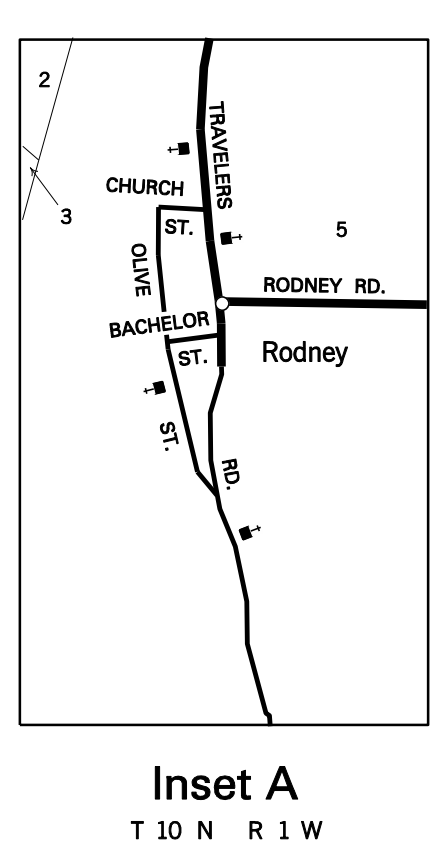 2
TRAVELERS
CHURCH
ST.
3
5
OLIVE
RODNEY RD.
BACHELOR
ST.
Rodney
ST.
RD.
Inset A
T 10 N R 1 W